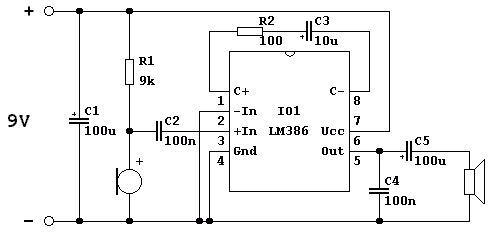 +
R2
100
C3
+
10u
R1
9k
C+
C-
1
8
9V
+
C1
100u
C2
100n
-In
IO1
7
2
+In
LM386
Vcc
3
6
Gnd
Out
4
5
+
C5
+
100u
C4
100n
-